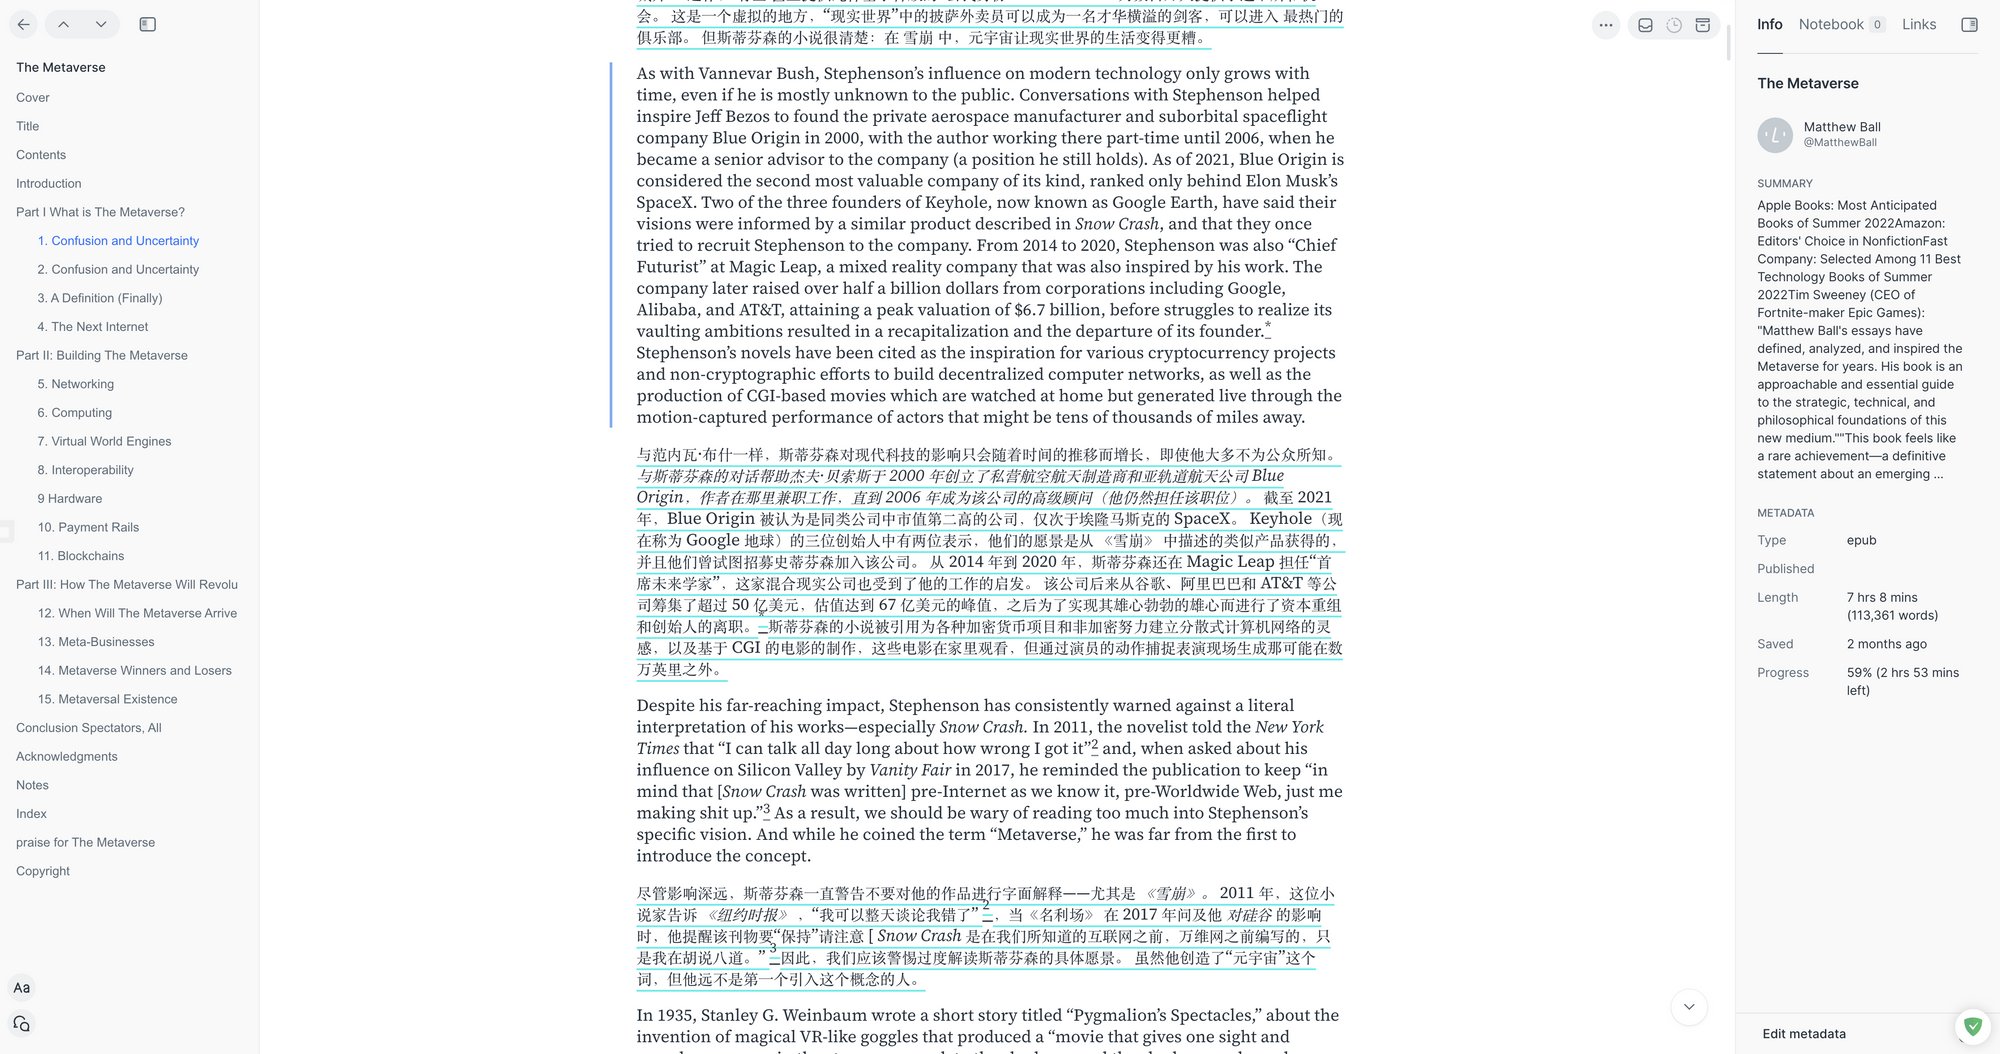 The Metaverse
Cover
Title
Contents
Introduction
Part I What is The Metaverse?
1. Confusion and Uncertainty
2. Confusion and Uncertainty
3. A Definition (Finally)
4. The Next Internet
Part II: Building The Metaverse
5. Networking
6. Computing
7. Virtual World Engines
8. Interoperability
9 Hardware
10. Payment Rails
11. Blockchains
Part III: How The Metaverse Will Revolu
12. When Will The Metaverse Arrive
13. Meta-Businesses
14. Metaverse Winners and Losers
15. Metaversal Existence
Conclusion Spectators, All
Acknowledgments
Notes
Index
praise for The Metaverse
Copyright
Aa
会。 这是一个虚拟的地方，“现实世界”中的披萨外卖员可以成为一名才华横溢的剑客，可以进入 最热门的
俱乐部。 但斯蒂芬森的小说很清楚：在 雪崩 中，元宇宙让现实世界的生活变得更糟。
As with Vannevar Bush, Stephenson’s influence on modern technology only grows with
time, even if he is mostly unknown to the public. Conversations with Stephenson helped
inspire Jeff Bezos to found the private aerospace manufacturer and suborbital spaceflight
company Blue Origin in 2000, with the author working there part-time until 2006, when he
became a senior advisor to the company (a position he still holds). As of 2021, Blue Origin is
considered the second most valuable company of its kind, ranked only behind Elon Musk’s
SpaceX. Two of the three founders of Keyhole, now known as Google Earth, have said their
visions were informed by a similar product described in Snow Crash, and that they once
tried to recruit Stephenson to the company. From 2014 to 2020, Stephenson was also “Chief
Futurist” at Magic Leap, a mixed reality company that was also inspired by his work. The
company later raised over half a billion dollars from corporations including Google,
Alibaba, and AT&T, attaining a peak valuation of $6.7 billion, before struggles to realize its
vaulting ambitions resulted in a recapitalization and the departure of its founder.*
Stephenson’s novels have been cited as the inspiration for various cryptocurrency projects
and non-cryptographic efforts to build decentralized computer networks, as well as the
production of CGI-based movies which are watched at home but generated live through the
motion-captured performance of actors that might be tens of thousands of miles away.
与范内瓦·布什一样，斯蒂芬森对现代科技的影响只会随着时间的推移而增长，即使他大多不为公众所知。
与斯蒂芬森的对话帮助杰夫·贝索斯于 2000 年创立了私营航空航天制造商和亚轨道航天公司 Blue
Origin，作者在那里兼职工作，直到 2006 年成为该公司的高级顾问（他仍然担任该职位）。 截至 2021
年，Blue Origin 被认为是同类公司中市值第二高的公司，仅次于埃隆马斯克的 SpaceX。 Keyhole（现
在称为 Google 地球）的三位创始人中有两位表示，他们的愿景是从 《雪崩》 中描述的类似产品获得的，
并且他们曾试图招募史蒂芬森加入该公司。 从 2014 年到 2020 年，斯蒂芬森还在 Magic Leap 担任“首
席未来学家”，这家混合现实公司也受到了他的工作的启发。 该公司后来从谷歌、阿里巴巴和 AT&T 等公
司筹集了超过 50 亿美元，估值达到 67 亿美元的峰值，之后为了实现其雄心勃勃的雄心而进行了资本重组
和创始人的离职。*斯蒂芬森的小说被引用为各种加密货币项目和非加密努力建立分散式计算机网络的灵
感，以及基于 CGI 的电影的制作，这些电影在家里观看，但通过演员的动作捕捉表演现场生成那可能在数
万英里之外。
Despite his far-reaching impact, Stephenson has consistently warned against a literal
interpretation of his works—especially Snow Crash. In 2011, the novelist told the New York
Times that “I can talk all day long about how wrong I got it”2 and, when asked about his
influence on Silicon Valley by Vanity Fair in 2017, he reminded the publication to keep “in
mind that [Snow Crash was written] pre-Internet as we know it, pre-Worldwide Web, just me
making shit up.”3 As a result, we should be wary of reading too much into Stephenson’s
specific vision. And while he coined the term “Metaverse,” he was far from the first to
introduce the concept.
尽管影响深远，斯蒂芬森一直警告不要对他的作品进行字面解释——尤其是 《雪崩》。 2011 年，这位小
说家告诉 《纽约时报》 ，“我可以整天谈论我错了” 2，当《名利场》 在 2017 年问及他 对硅谷 的影响
时，他提醒该刊物要“保持”请注意 [ Snow Crash 是在我们所知道的互联网之前，万维网之前编写的，只
是我在胡说八道。” 3因此，我们应该警惕过度解读斯蒂芬森的具体愿景。 虽然他创造了“元宇宙”这个
词，但他远不是第一个引入这个概念的人。
In 1935, Stanley G. Weinbaum wrote a short story titled “Pygmalion’s Spectacles,” about the
invention of magical VR-like goggles that produced a “movie that gives one sight and
Info
Notebook 0
Links
The Metaverse
Matthew Ball
@MatthewBall
SUMMARY
Apple Books: Most Anticipated
Books of Summer 2022Amazon:
Editors' Choice in NonfictionFast
Company: Selected Among 11 Best
Technology Books of Summer
2022Tim Sweeney (CEO of
Fortnite-maker Epic Games):
"Matthew Ball's essays have
defined, analyzed, and inspired the
Metaverse for years. His book is an
approachable and essential guide
to the strategic, technical, and
philosophical foundations of this
new medium.""This book feels like
a rare achievement—a definitive
statement about an emerging ...
METADATA
Type epub
Published
Length 7 hrs 8 mins
(113,361 words)
Saved 2 months ago
Progress 59% (2 hrs 53 mins
left)
Edit metadata